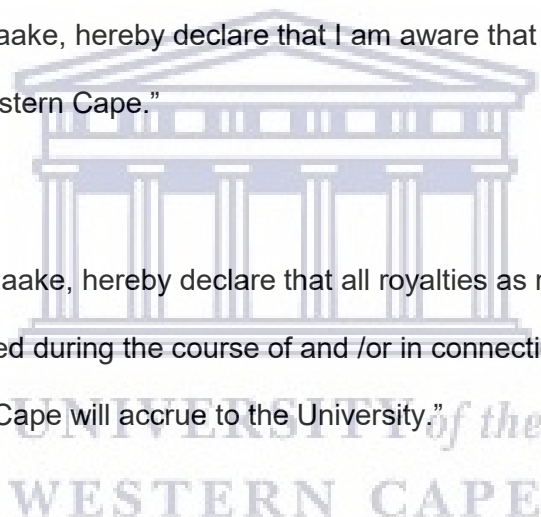 aake, hereby declare that I am aware that
stern Cape.”
aake, hereby declare that all royalties as
ed during the course of and /or in connecti
Cape will accrue to the University.”
UNIVERSITY of the
WESTERN CAPE